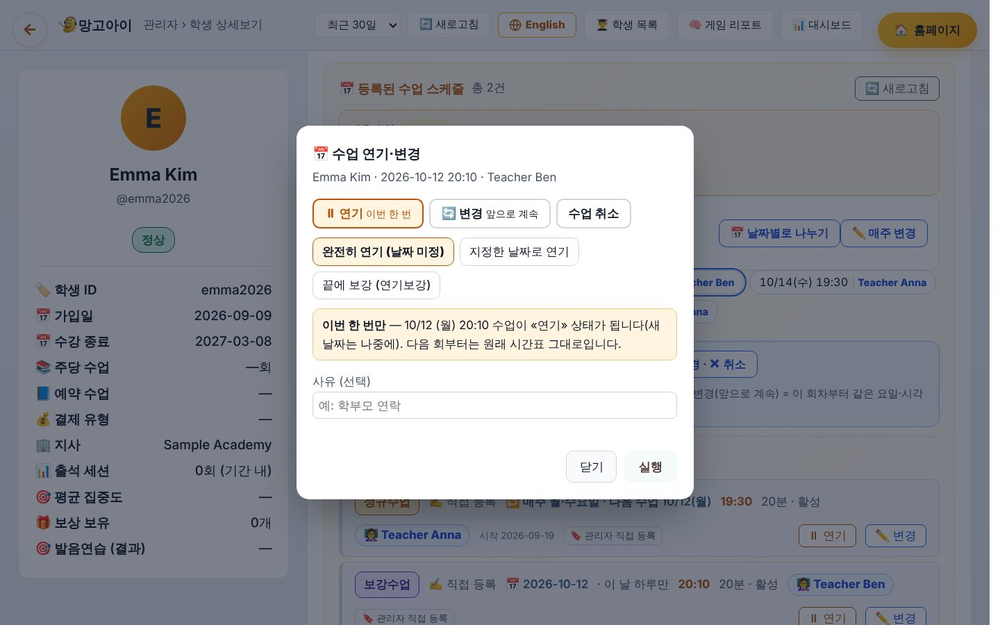 망고아이 관리자 › 학생 상세보기 최근 30일 새로고침 English 학생 목록 게임 리포트 대시보드 홈페이지
E
Emma Kim
@emma2026
정상
학생 ID emma2026
가입일 2026-09-09
수강 종료 2027-03-08
주당 수업 —회
예약 수업 —
결제 유형 —
지사 Sample Academy
출석 세션 0회 (기간 내)
평균 집중도 —
보상 보유 0개
발음연습 (결과) —
등록된 수업 스케줄 총 2건 새로고침
날짜별로 나누기 매주 변경
cher Ben 10/14(수) 19:30 Teacher Anna
nna
· 취소
변경(앞으로 계속) = 이 회차부터 같은 요일·시각
수업 연기·변경
Emma Kim · 2026-10-12 20:10 · Teacher Ben
연기 이번 한 번 변경 앞으로 계속 수업 취소
완전히 연기 (날짜 미정) 지정한 날짜로 연기
끝에 보강 (연기보강)
이번 한 번만 — 10/12 (월) 20:10 수업이 «연기» 상태가 됩니다(새
날짜는 나중에). 다음 회부터는 원래 시간표 그대로입니다.
사유 (선택)
예: 학부모 연락
닫기 실행
정규수업 직접 등록 매주 월·수요일 · 다음 수업 10/12(월) 19:30 20분 · 활성
Teacher Anna 시작 2026-09-19 관리자 직접 등록 연기 변경
보강수업 직접 등록 2026-10-12 · 이 날 하루만 20:10 20분 · 활성 Teacher Ben
관리자 직접 등록 연기 변경